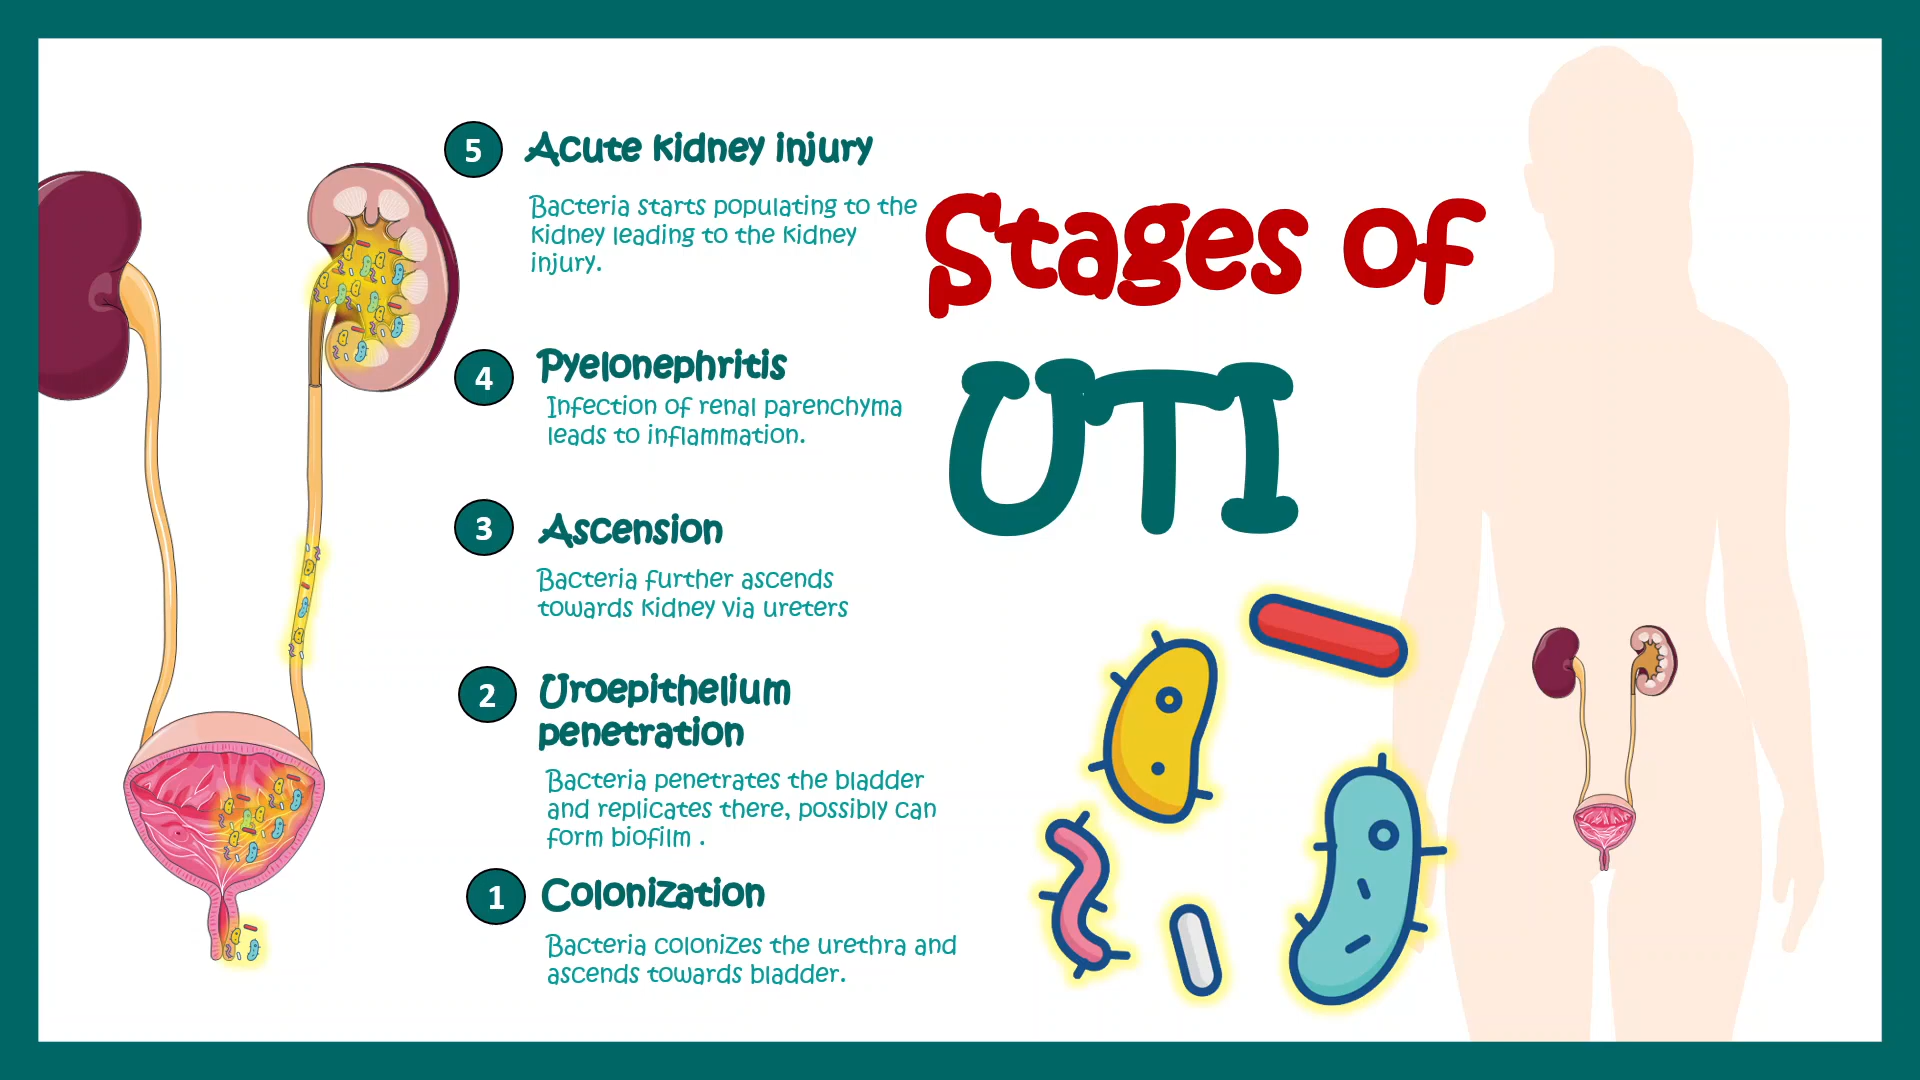 Stages of
UTI
5
Acute kidney injury
Bacteria starts populating to the
kidney leading to the kidney
injury.
4
Pyelonephritis
Infection of renal parenchyma
leads to inflammation.
3
Ascension
Bacteria further ascends
towards kidney via ureters
2
Uroepithelium
penetration
Bacteria penetrates the bladder
and replicates there, possibly can
form biofilm .
1
Colonization
Bacteria colonizes the urethra and
ascends towards bladder.